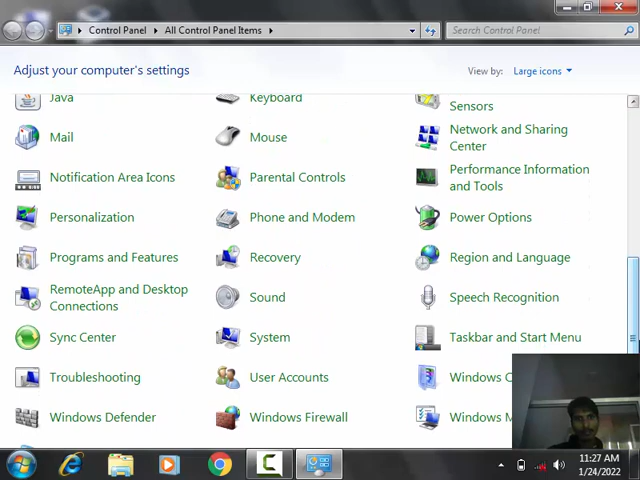 Control Panel
All Control Panel Items
Search Control Panel
Adjust your computer's settings
View by:
Large icons
Java
Keyboard
Sensors
Mail
Mouse
Network and Sharing
Center
Notification Area Icons
Parental Controls
Performance Information
and Tools
Personalization
Phone and Modem
Power Options
Programs and Features
Recovery
Region and Language
RemoteApp and Desktop
Connections
Sound
Speech Recognition
Sync Center
System
Taskbar and Start Menu
Troubleshooting
User Accounts
Windows
Windows Defender
Windows Firewall
Windows
11:27 AM
1/24/2022